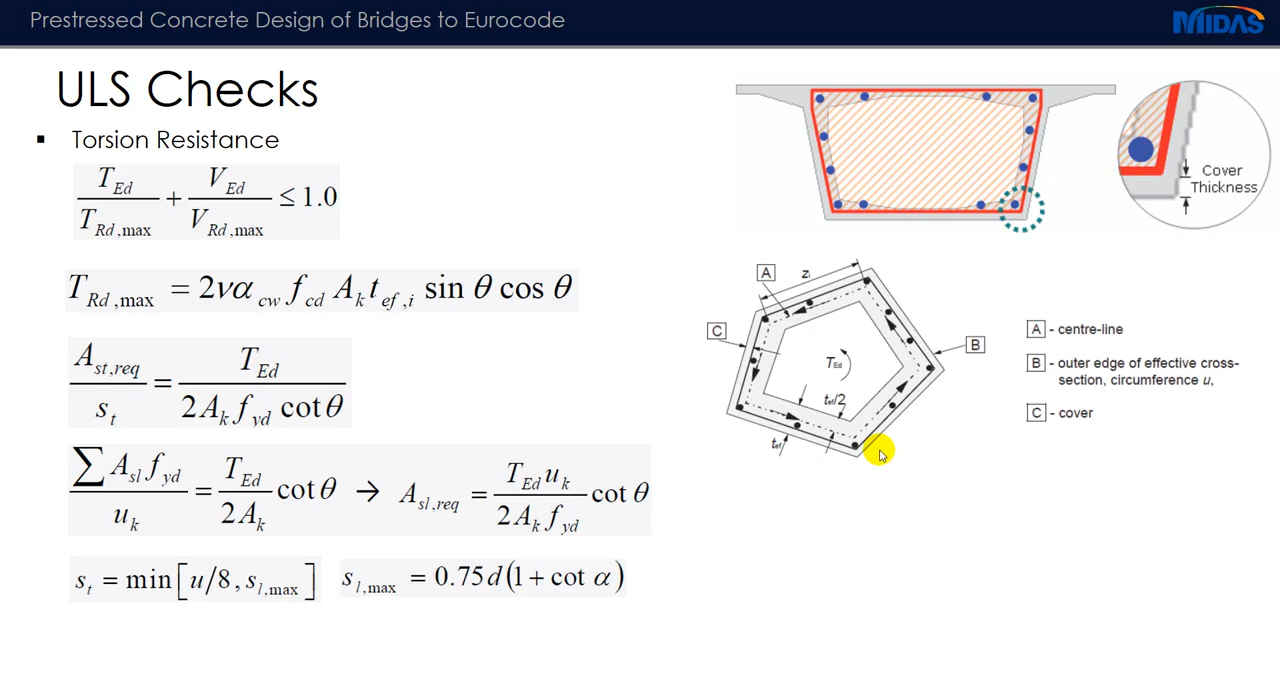 Prestressed Concrete Design of Bridges to Eurocode
MIDAS
ULS Checks
▪ Torsion Resistance
T_Ed / T_Rd,max + V_Ed / V_Rd,max ≤ 1.0
T_Rd,max = 2να_cw f_cd A_k t_ef,i sin θ cos θ
A_st,req / s_t = T_Ed / 2A_k f_yd cot θ
∑ A_sl f_yd / u_k = T_Ed / 2A_k cot θ → A_sl,req = T_Ed u_k / 2A_k f_yd cot θ
s_t = min[u/8, s_l,max] s_l,max = 0.75d(1 + cot α)
Cover
Thickness
A
z_i
C
B
T_Ed
t_ef/2
t_ef
A - centre-line
B - outer edge of effective cross-
section, circumference u,
C - cover